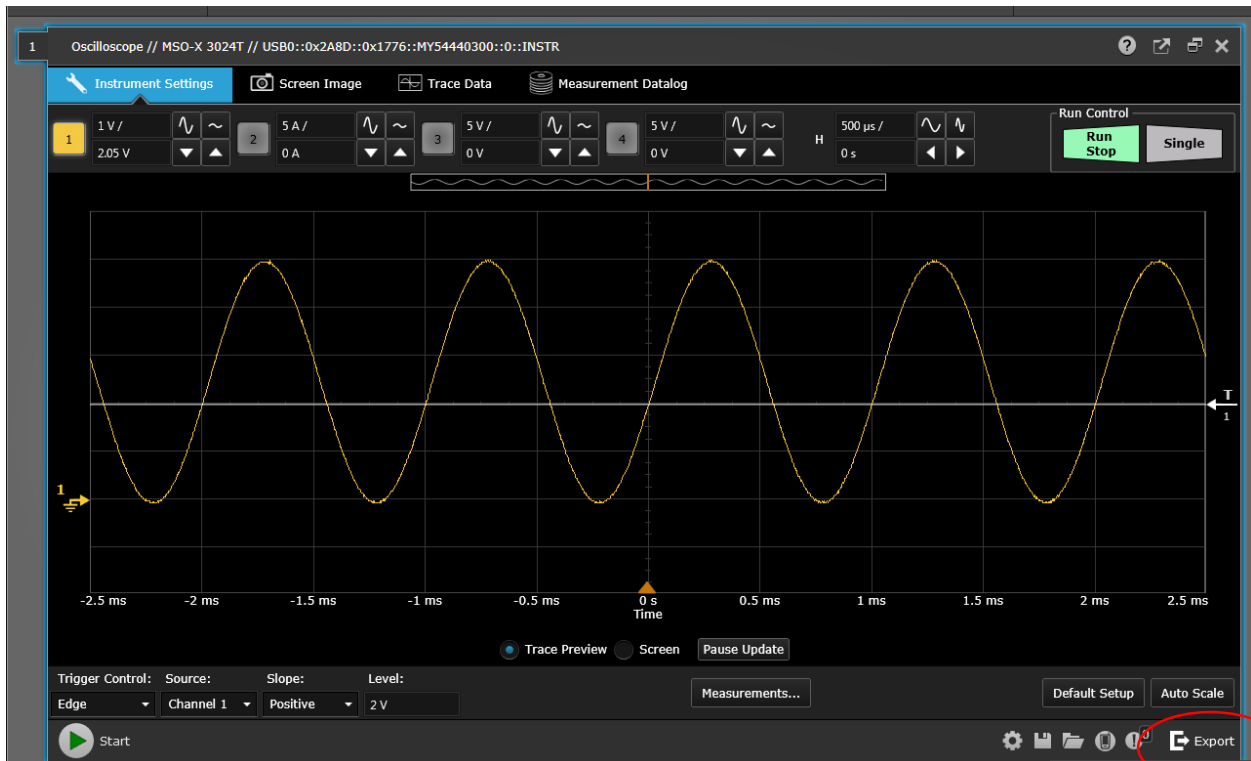 1 Oscilloscope // MSO-X 3024T // USB0::0x2A8D::0x1776::MY54440300::0::INSTR
Instrument Settings Screen Image Trace Data Measurement Datalog
Run Control
1 1 V / 2 5 A / 3 5 V / 4 5 V / H 500 µs / Run Stop Single
2.05 V 0 A 0 V 0 V 0 s
T
1
1
-2.5 ms -2 ms -1.5 ms -1 ms -0.5 ms 0 s 0.5 ms 1 ms 1.5 ms 2 ms 2.5 ms
Time
Trace Preview Screen Pause Update
Trigger Control: Source: Slope: Level:
Edge Channel 1 Positive 2 V Measurements... Default Setup Auto Scale
Start Export